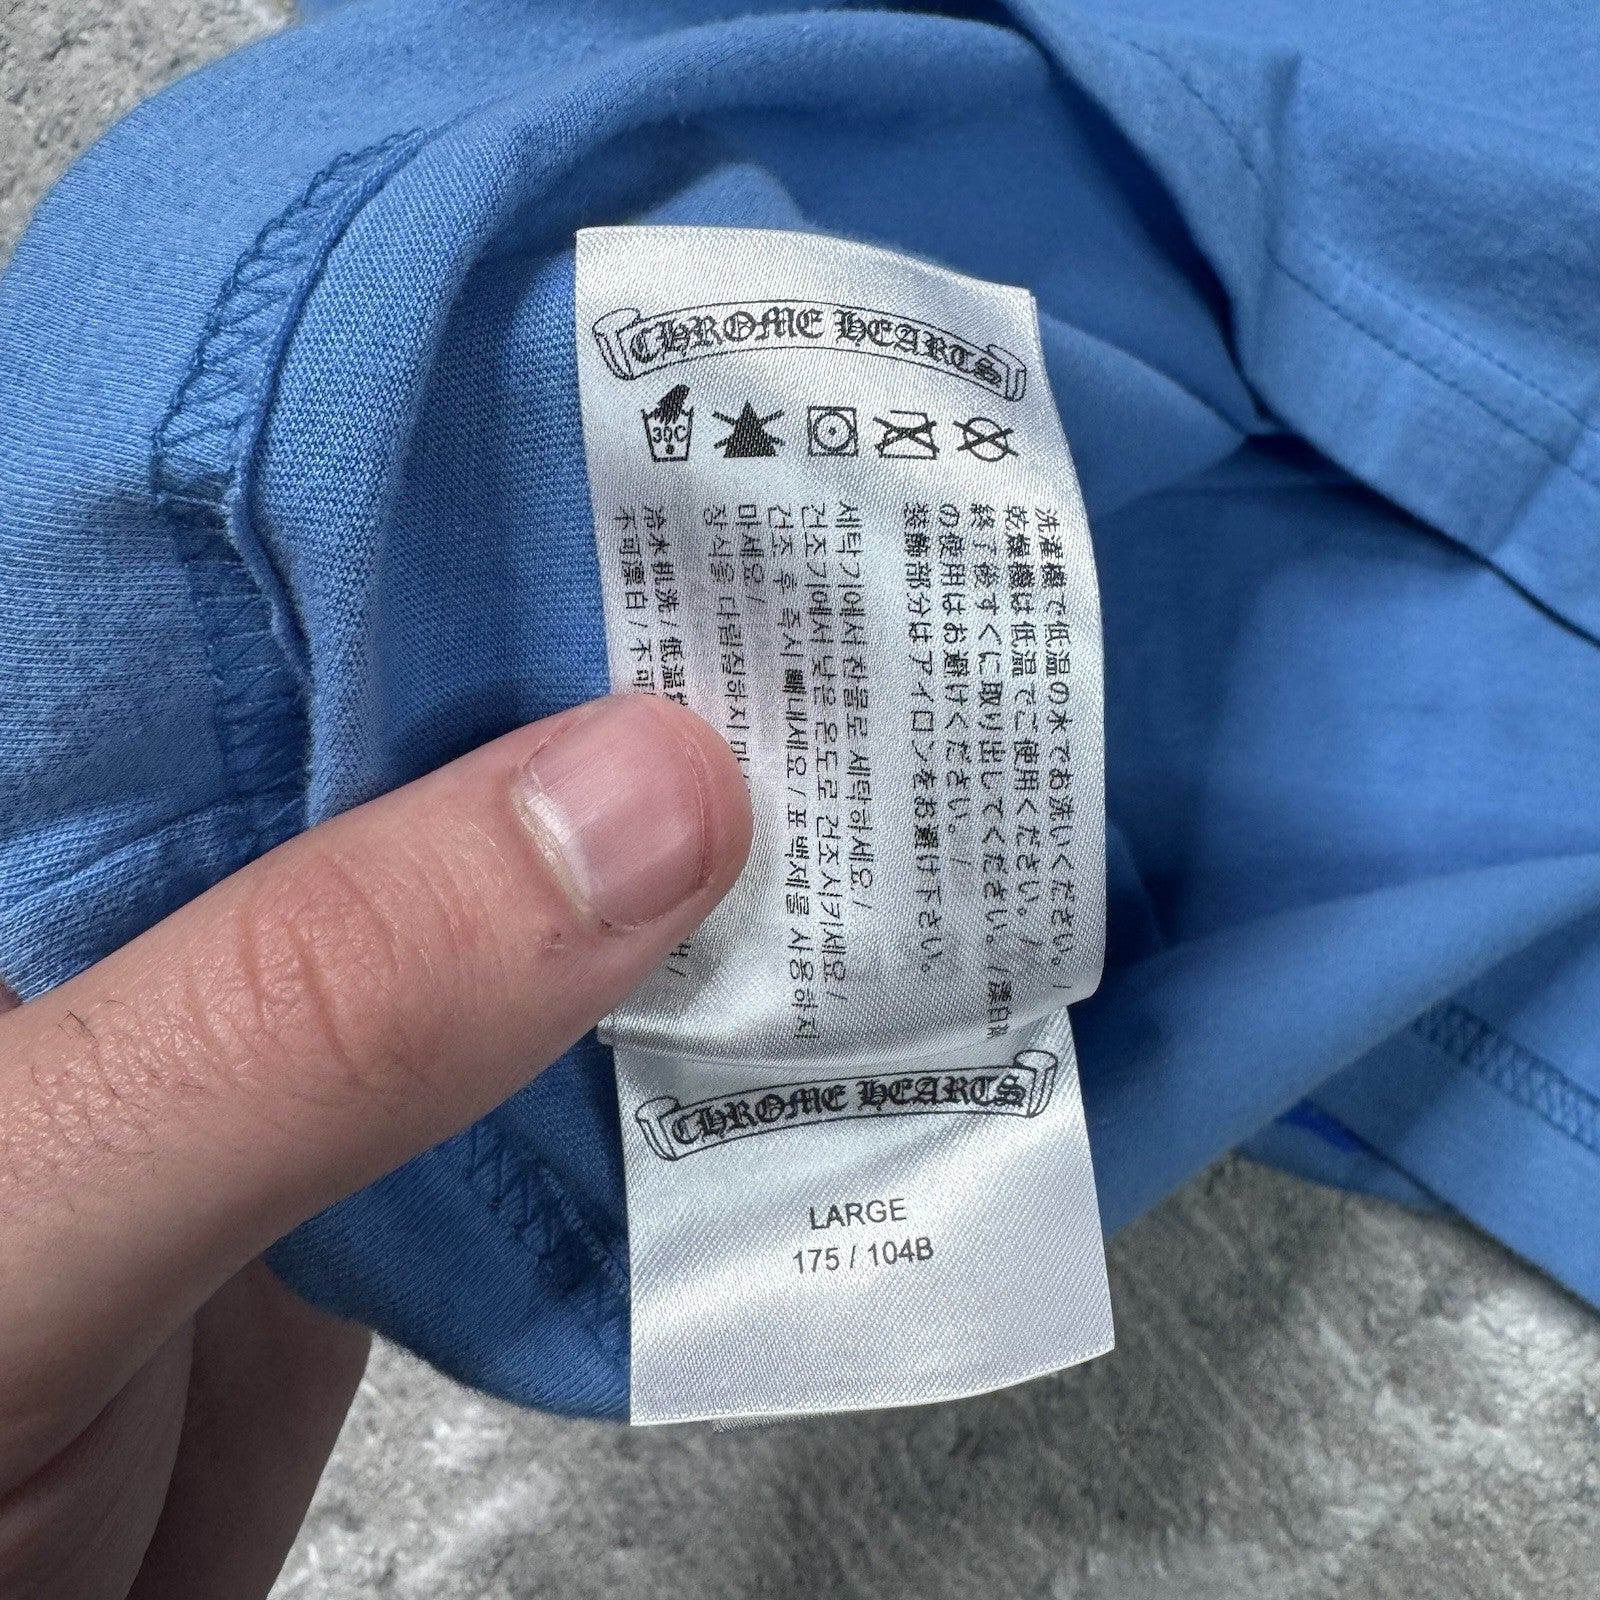 CHROME HEARTS
30C
洗濯機で低温の水でお洗いください。/
乾燥機は低温でご使用ください。/
終了後すぐに取り出してください。/漂白剤
の使用はお避けください。/
装飾部分はアイロンをお避け下さい。
세탁기에서 찬물로 세탁하세요/
건조기에서 낮은 온도로 건조시키세요/
건조 후 즉시 빼내세요/표백제를 사용하지
마세요/
장식을 다림질하지
冷水机洗/低温
不可漂白/不可
CHROME HEARTS
LARGE
175 / 104B